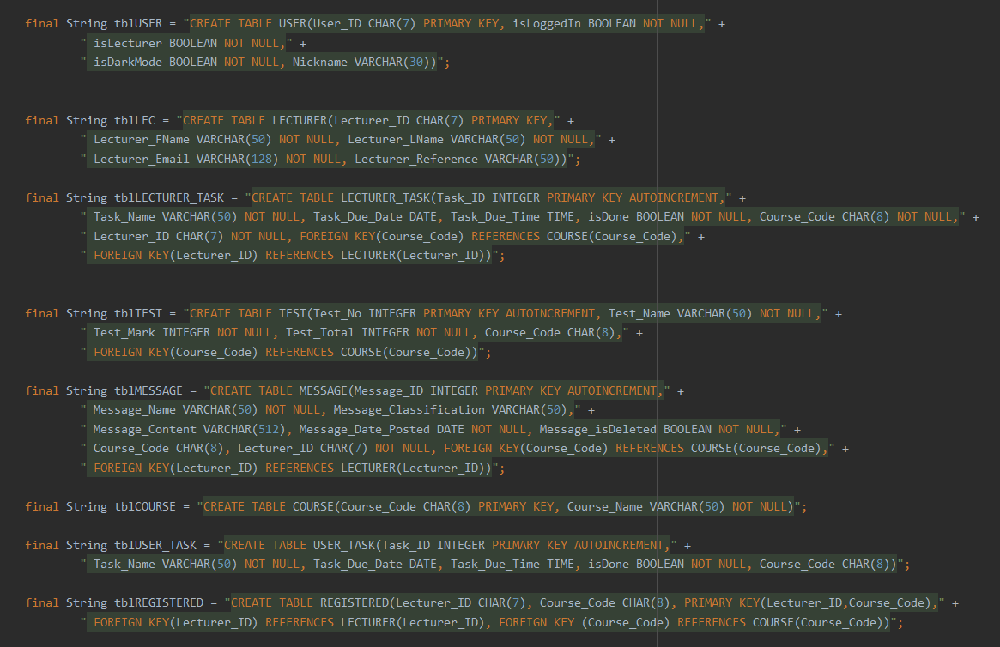 final String tblUSER = "CREATE TABLE USER(User_ID CHAR(7) PRIMARY KEY, isLoggedIn BOOLEAN NOT NULL," +
" isLecturer BOOLEAN NOT NULL," +
" isDarkMode BOOLEAN NOT NULL, Nickname VARCHAR(30))";
final String tblLEC = "CREATE TABLE LECTURER(Lecturer_ID CHAR(7) PRIMARY KEY," +
" Lecturer_FName VARCHAR(50) NOT NULL, Lecturer_LName VARCHAR(50) NOT NULL," +
" Lecturer_Email VARCHAR(128) NOT NULL, Lecturer_Reference VARCHAR(50))";
final String tblLECTURER_TASK = "CREATE TABLE LECTURER_TASK(Task_ID INTEGER PRIMARY KEY AUTOINCREMENT," +
" Task_Name VARCHAR(50) NOT NULL, Task_Due_Date DATE, Task_Due_Time TIME, isDone BOOLEAN NOT NULL, Course_Code CHAR(8) NOT NULL," +
" Lecturer_ID CHAR(7) NOT NULL, FOREIGN KEY(Course_Code) REFERENCES COURSE(Course_Code)," +
" FOREIGN KEY(Lecturer_ID) REFERENCES LECTURER(Lecturer_ID))";
final String tblTEST = "CREATE TABLE TEST(Test_No INTEGER PRIMARY KEY AUTOINCREMENT, Test_Name VARCHAR(50) NOT NULL," +
" Test_Mark INTEGER NOT NULL, Test_Total INTEGER NOT NULL, Course_Code CHAR(8)," +
" FOREIGN KEY(Course_Code) REFERENCES COURSE(Course_Code))";
final String tblMESSAGE = "CREATE TABLE MESSAGE(Message_ID INTEGER PRIMARY KEY AUTOINCREMENT," +
" Message_Name VARCHAR(50) NOT NULL, Message_Classification VARCHAR(50)," +
" Message_Content VARCHAR(512), Message_Date_Posted DATE NOT NULL, Message_isDeleted BOOLEAN NOT NULL," +
" Course_Code CHAR(8), Lecturer_ID CHAR(7) NOT NULL, FOREIGN KEY(Course_Code) REFERENCES COURSE(Course_Code)," +
" FOREIGN KEY(Lecturer_ID) REFERENCES LECTURER(Lecturer_ID))";
final String tblCOURSE = "CREATE TABLE COURSE(Course_Code CHAR(8) PRIMARY KEY, Course_Name VARCHAR(50) NOT NULL)";
final String tblUSER_TASK = "CREATE TABLE USER_TASK(Task_ID INTEGER PRIMARY KEY AUTOINCREMENT," +
" Task_Name VARCHAR(50) NOT NULL, Task_Due_Date DATE, Task_Due_Time TIME, isDone BOOLEAN NOT NULL, Course_Code CHAR(8))";
final String tblREGISTERED = "CREATE TABLE REGISTERED(Lecturer_ID CHAR(7), Course_Code CHAR(8), PRIMARY KEY(Lecturer_ID,Course_Code)," +
" FOREIGN KEY(Lecturer_ID) REFERENCES LECTURER(Lecturer_ID), FOREIGN KEY (Course_Code) REFERENCES COURSE(Course_Code))";